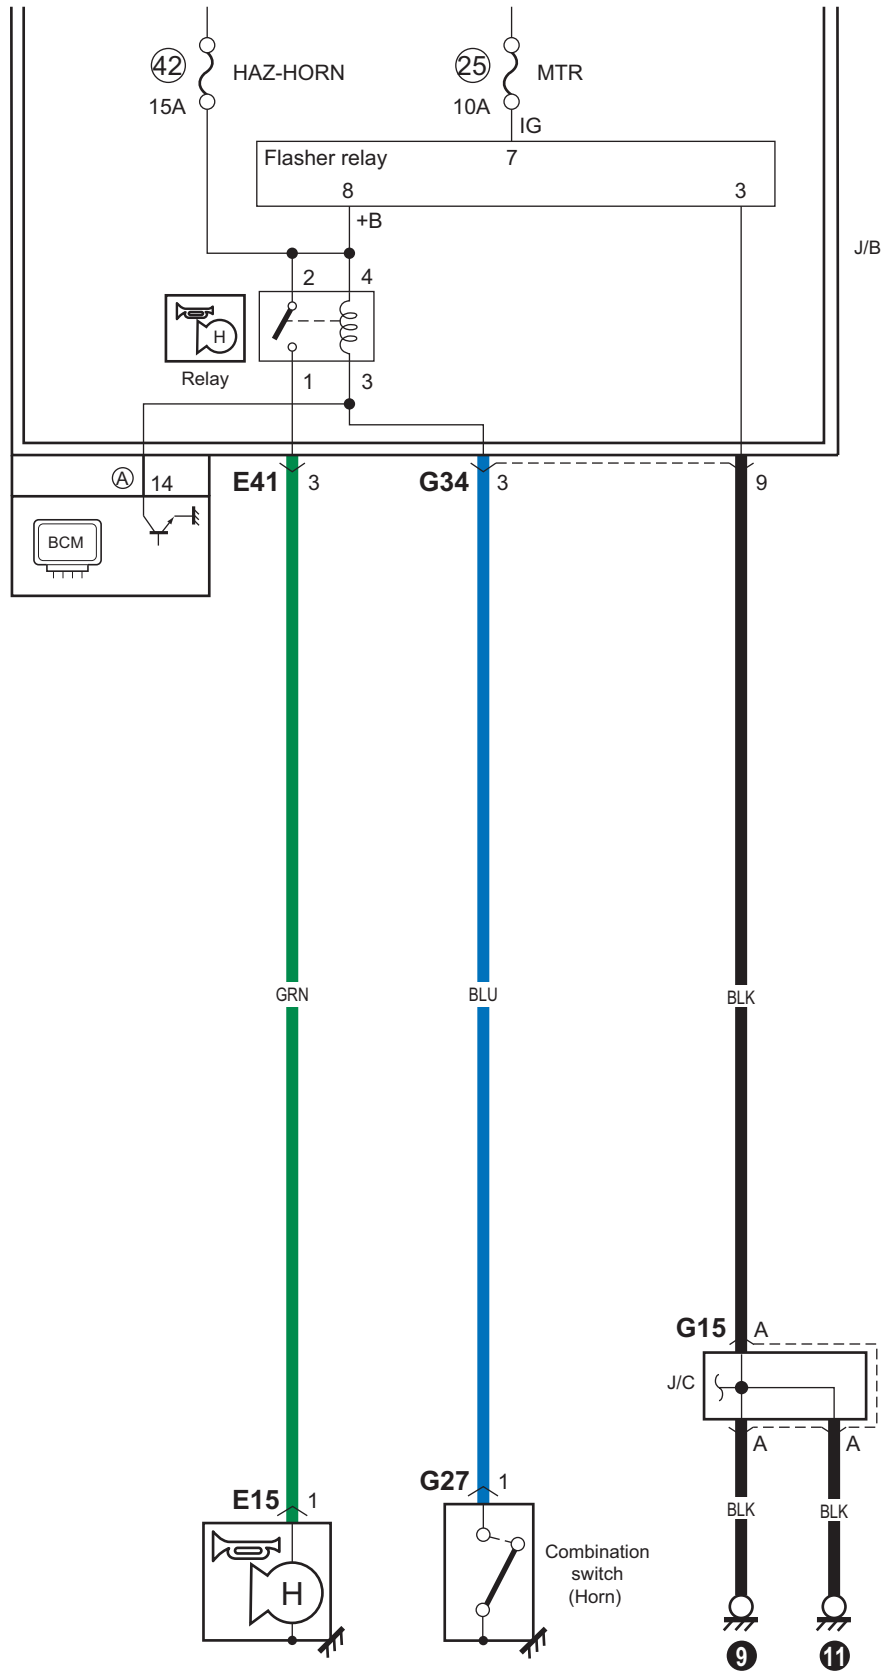 42 HAZ-HORN
15A
25 MTR
10A
IG
Flasher relay 7
8 3
+B
J/B
2 4
H
Relay
1 3
A 14
E41 3
G34 3
9
BCM
GRN BLU BLK
G15 A
J/C
A A
G27 1
E15 1
BLK BLK
Combination
switch
(Horn)
H
9 11